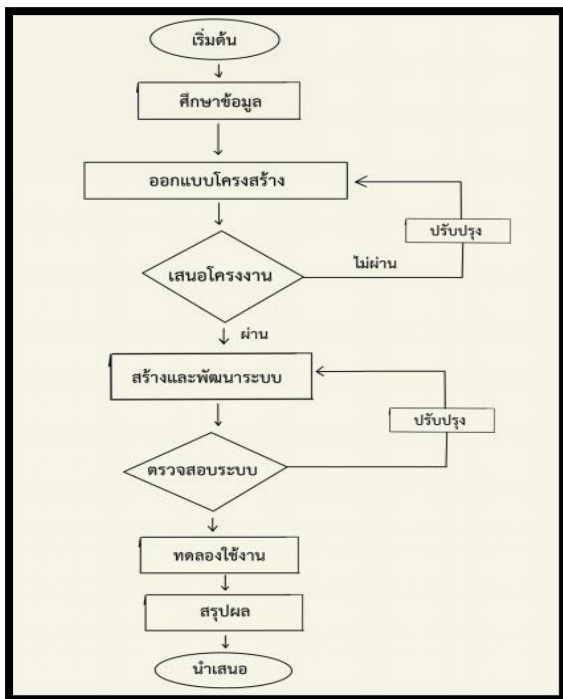 เริ่มต้น
ศึกษาข้อมูล
ออกแบบโครงสร้าง
ปรับปรุง
เสนอโครงงาน
ไม่ผ่าน
ผ่าน
สร้างและพัฒนาระบบ
ปรับปรุง
ตรวจสอบระบบ
ทดลองใช้งาน
สรุปผล
นำเสนอ